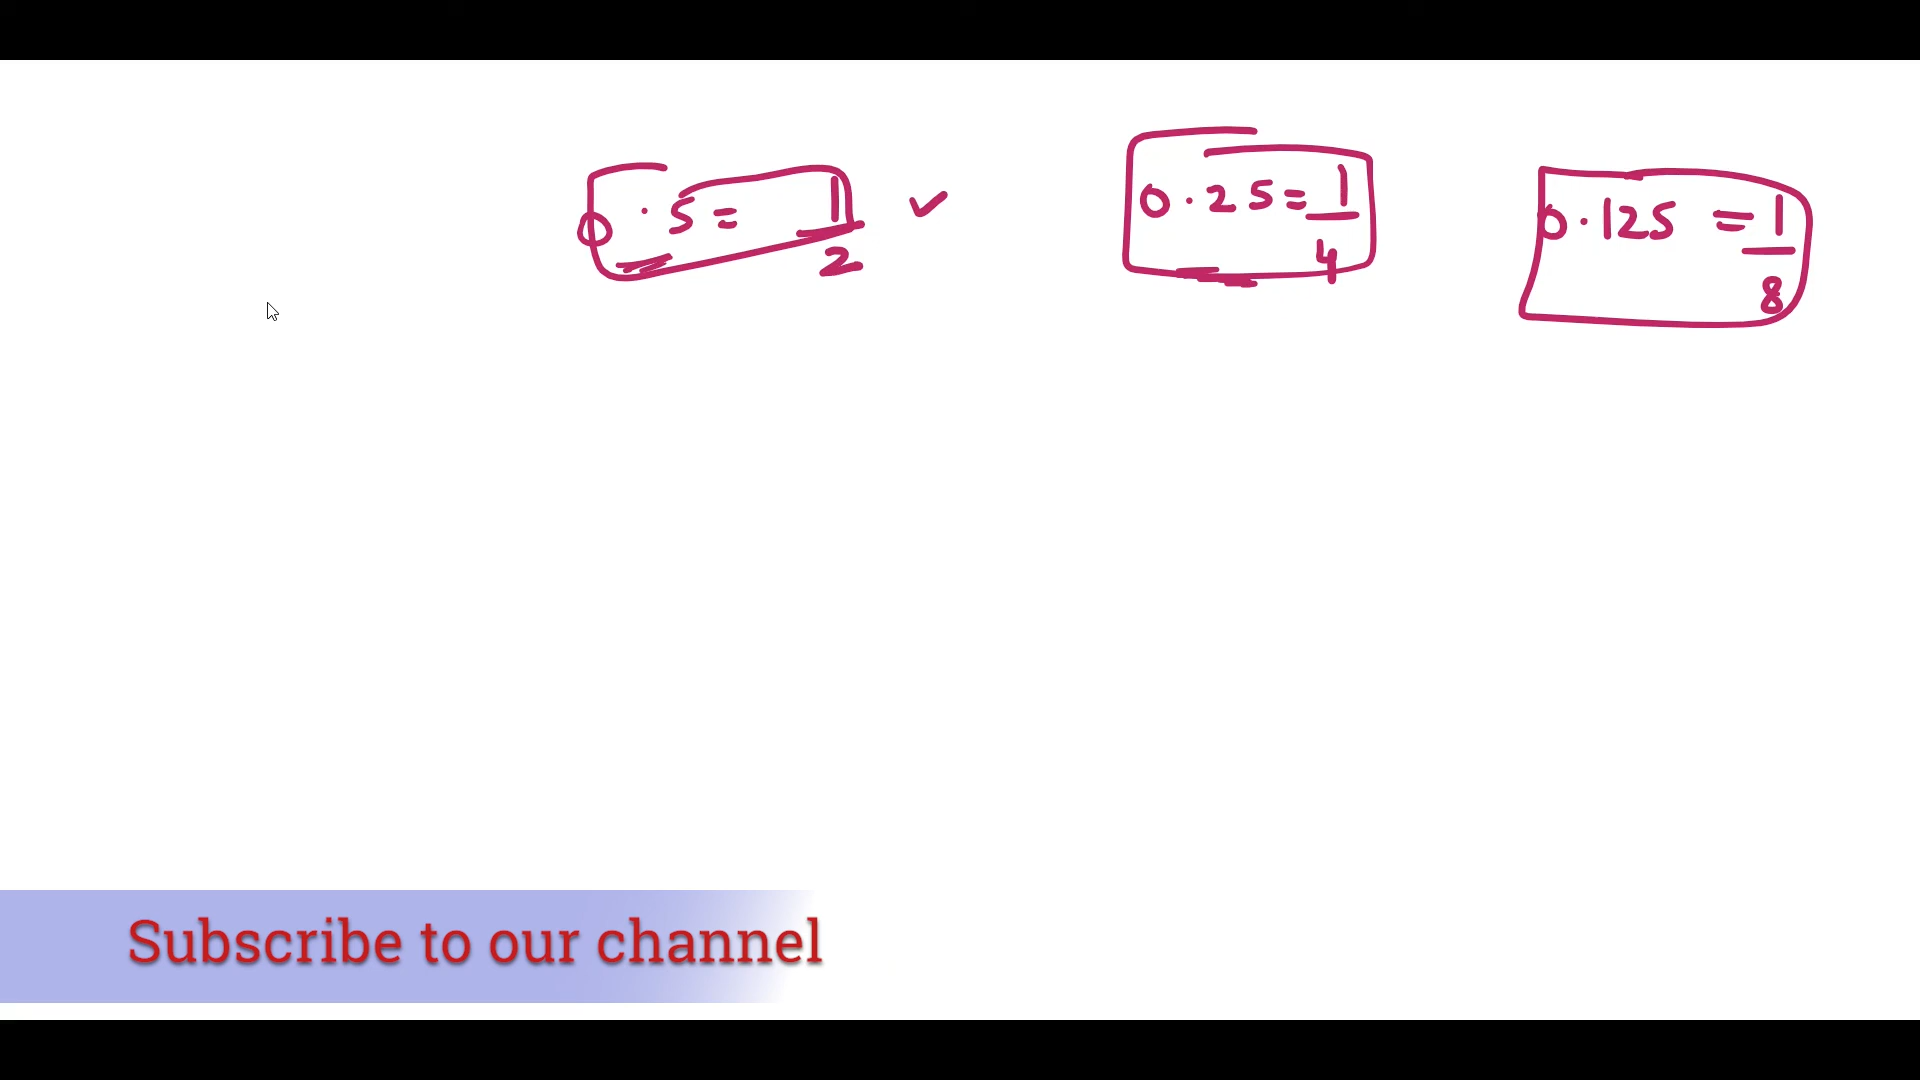 0.5 = 1/2 ✓
0.25 = 1/4
0.125 = 1/8
Subscribe to our channel